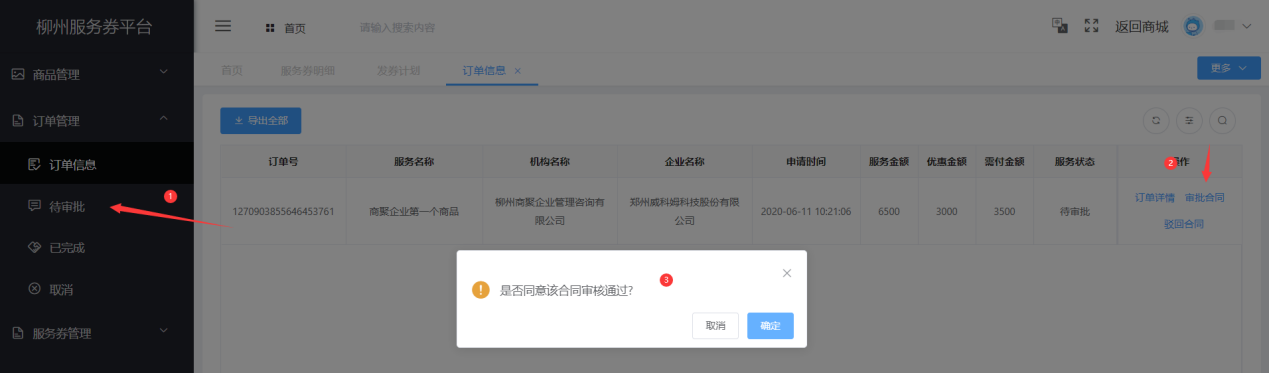 柳州服务券平台
首页
请输入搜索内容
返回商城
商品管理
首页
服务券明细
发券计划
订单信息 ×
更多
订单管理
导出全部
订单信息
订单号
服务名称
机构名称
企业名称
申请时间
服务金额
优惠金额
需付金额
服务状态
2
作
待审批
1
1270903855646453761
商聚企业第一个商品
柳州商聚企业管理咨询有
限公司
郑州威科姆科技股份有限
公司
2020-06-11 10:21:06
6500
3000
3500
待审批
订单详情
审批合同
驳回合同
已完成
取消
是否同意该合同审核通过?
3
取消
确定
服务券管理